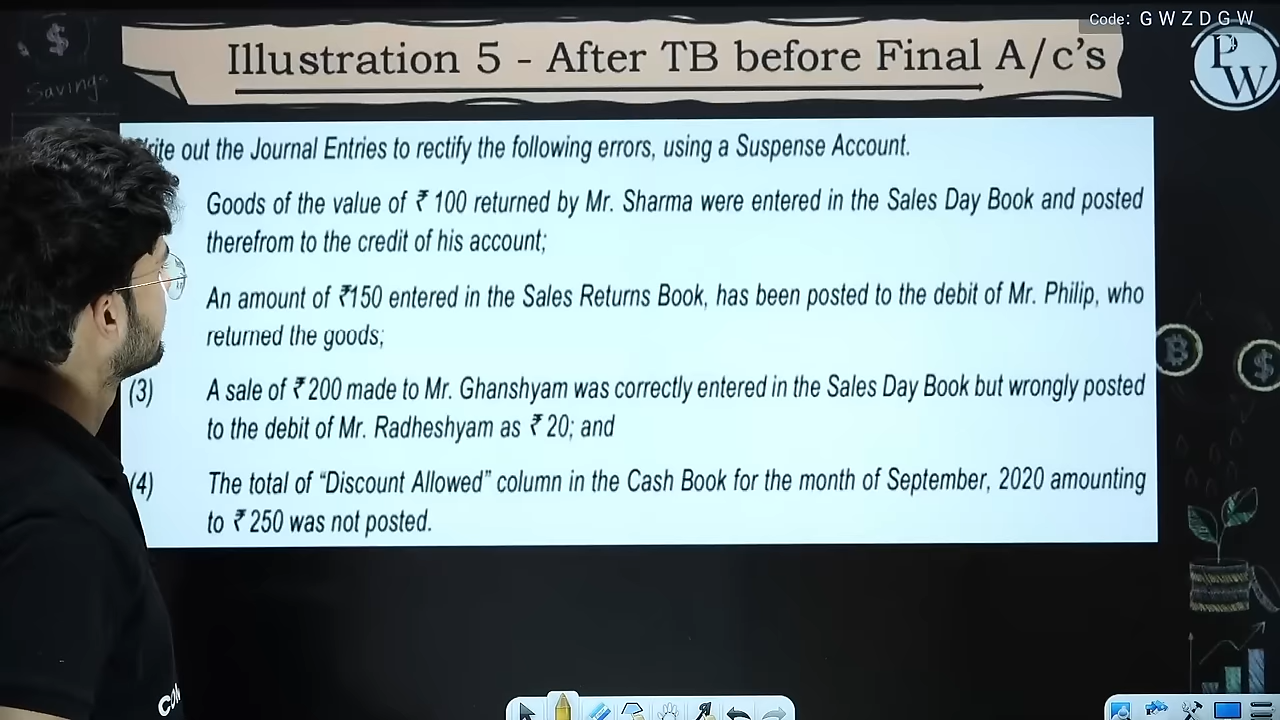 Code: G W Z D G W
Illustration 5 - After TB before Final A/c's
P
W
Savings
out the Journal Entries to rectify the following errors, using a Suspense Account.
Goods of the value of ₹ 100 returned by Mr. Sharma were entered in the Sales Day Book and posted
therefrom to the credit of his account;
An amount of ₹150 entered in the Sales Returns Book, has been posted to the debit of Mr. Philip, who
returned the goods;
(3) A sale of ₹ 200 made to Mr. Ghanshyam was correctly entered in the Sales Day Book but wrongly posted
to the debit of Mr. Radheshyam as ₹ 20; and
(4) The total of "Discount Allowed" column in the Cash Book for the month of September, 2020 amounting
to ₹ 250 was not posted.